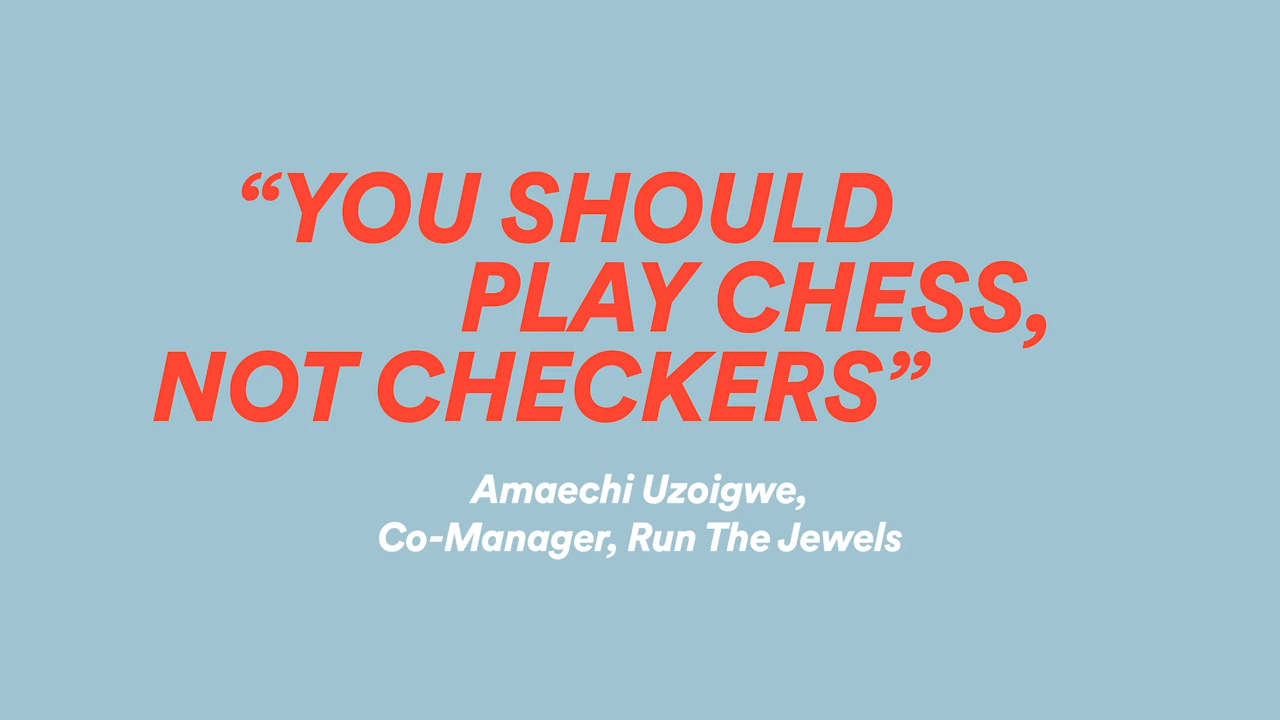 “YOU SHOULD
PLAY CHESS,
NOT CHECKERS”
Amaechi Uzoigwe,
Co-Manager, Run The Jewels